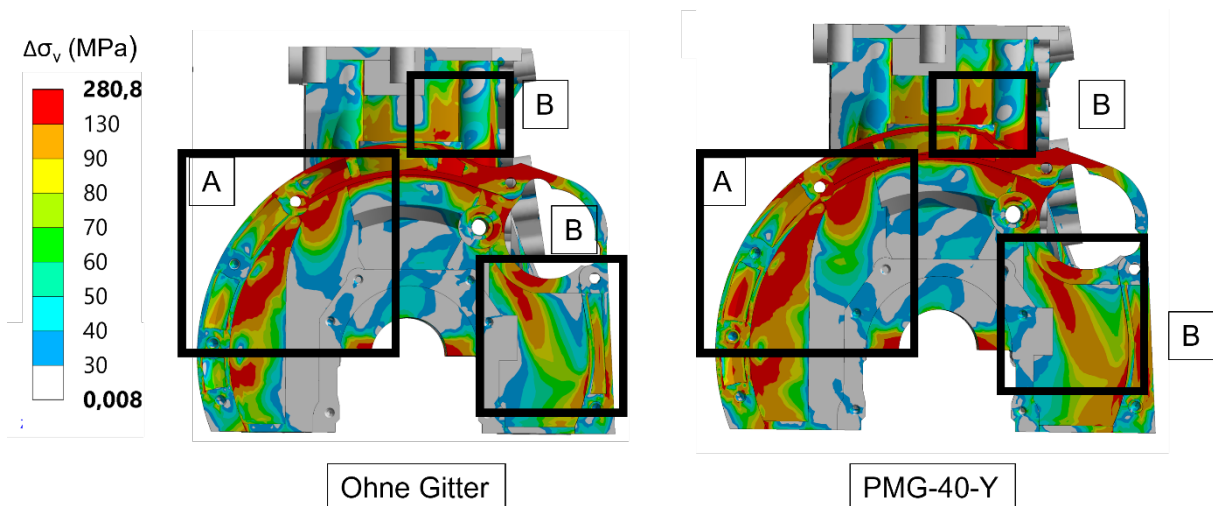 Δσv (MPa)
280,8
130
90
80
70
60
50
40
30
0,008
A
B
B
Ohne Gitter
A
B
B
PMG-40-Y